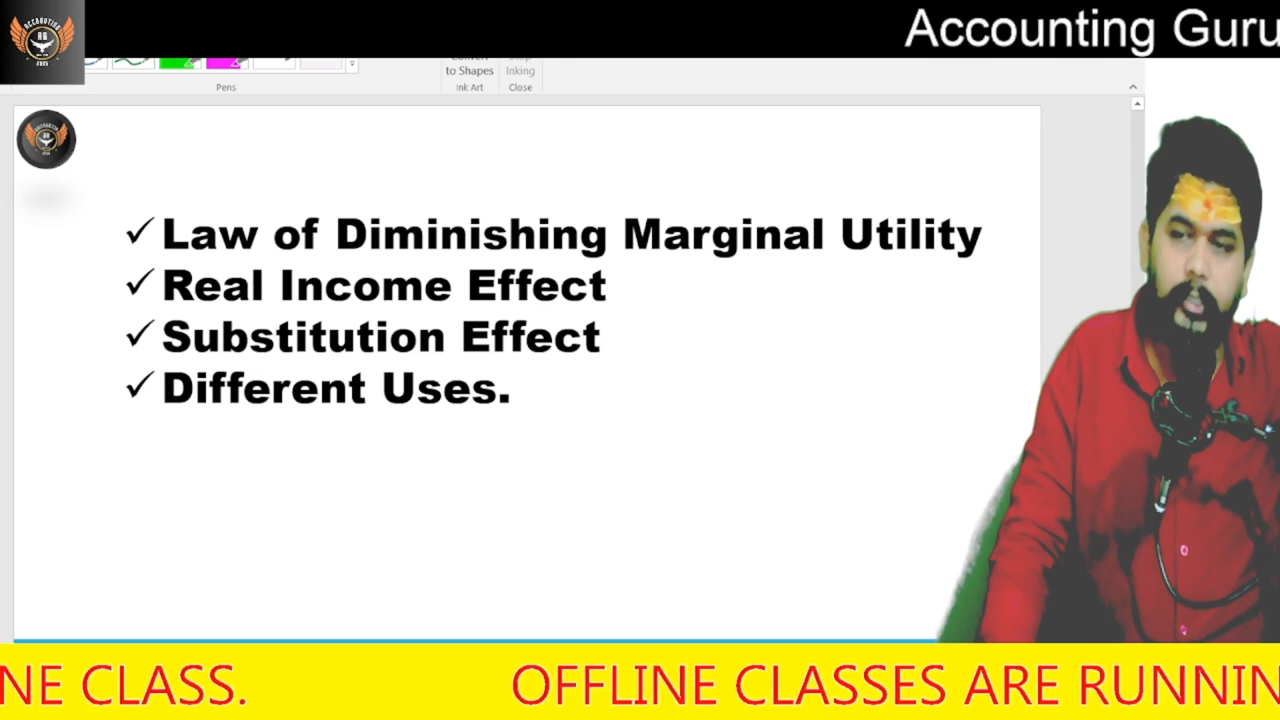 Accounting Guru
to Shapes
Inking
Pens
Ink Art
Close
✓ Law of Diminishing Marginal Utility
✓ Real Income Effect
✓ Substitution Effect
✓ Different Uses.
NE CLASS. OFFLINE CLASSES ARE RUNNIN